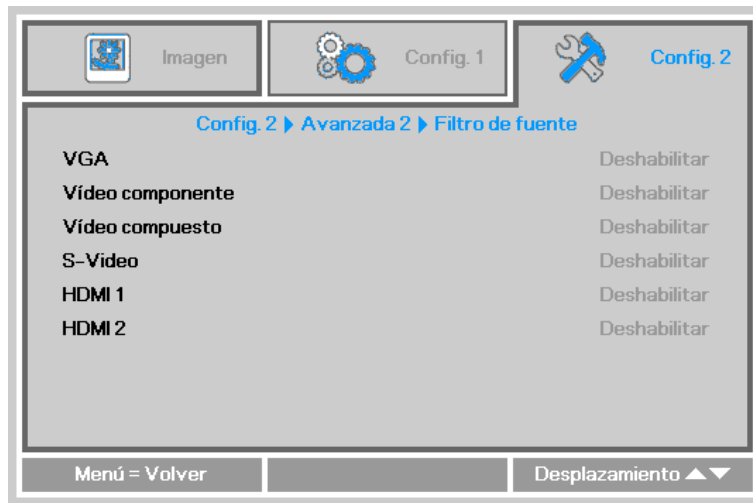 Imagen Config. 1 Config. 2
Config. 2 ▶ Avanzada 2 ▶ Filtro de fuente
VGA Deshabilitar
Vídeo componente Deshabilitar
Vídeo compuesto Deshabilitar
S-Video Deshabilitar
HDMI 1 Deshabilitar
HDMI 2 Deshabilitar
Menú = Volver Desplazamiento ▲▼